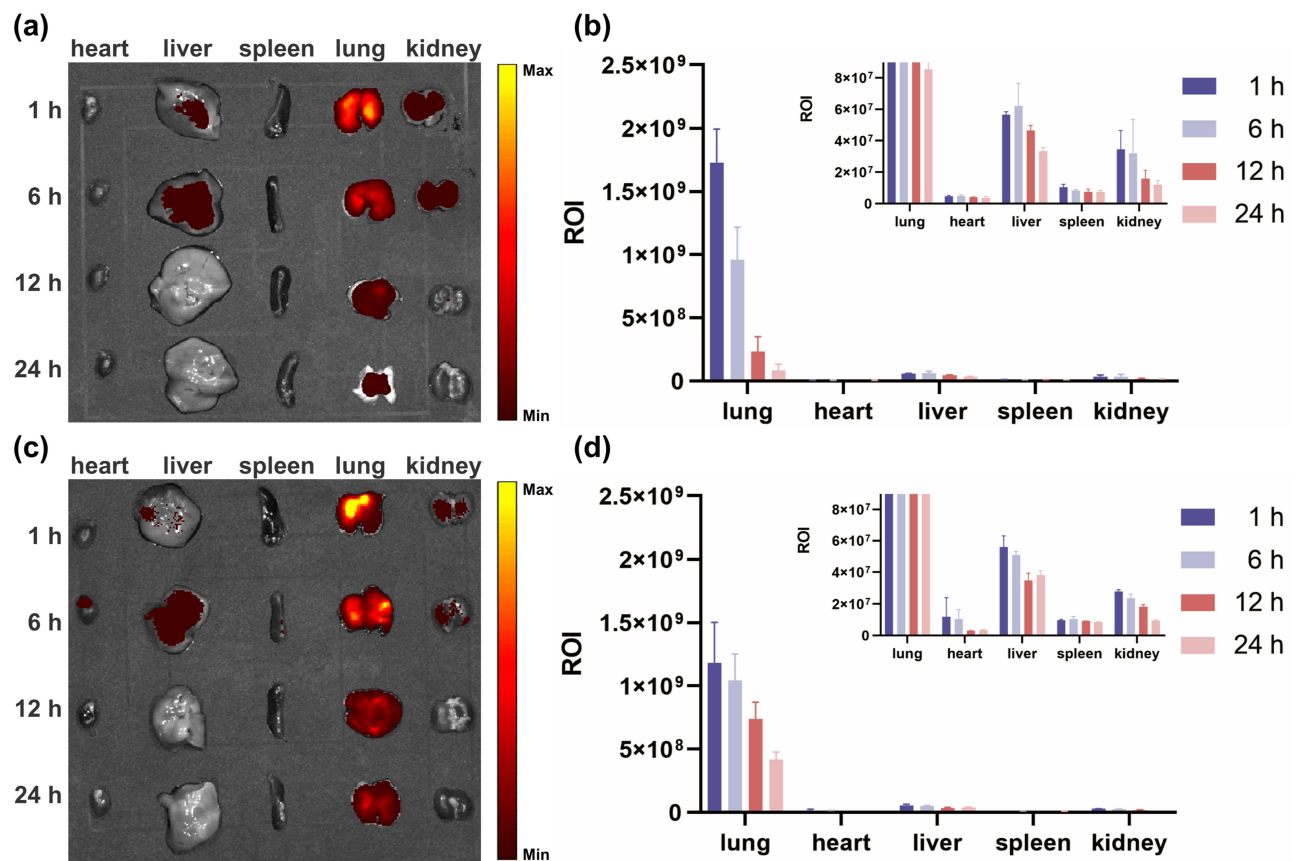 (a)
heart liver spleen lung kidney
1 h
6 h
12 h
24 h
Max
Min
(b)
ROI
2.5×10⁹
2×10⁹
1.5×10⁹
1×10⁹
5×10⁸
0
lung heart liver spleen kidney
ROI
8×10⁷
6×10⁷
4×10⁷
2×10⁷
0
lung heart liver spleen kidney
1 h
6 h
12 h
24 h
(c)
heart liver spleen lung kidney
1 h
6 h
12 h
24 h
Max
Min
(d)
ROI
2.5×10⁹
2×10⁹
1.5×10⁹
1×10⁹
5×10⁸
0
lung heart liver spleen kidney
ROI
8×10⁷
6×10⁷
4×10⁷
2×10⁷
0
lung heart liver spleen kidney
1 h
6 h
12 h
24 h